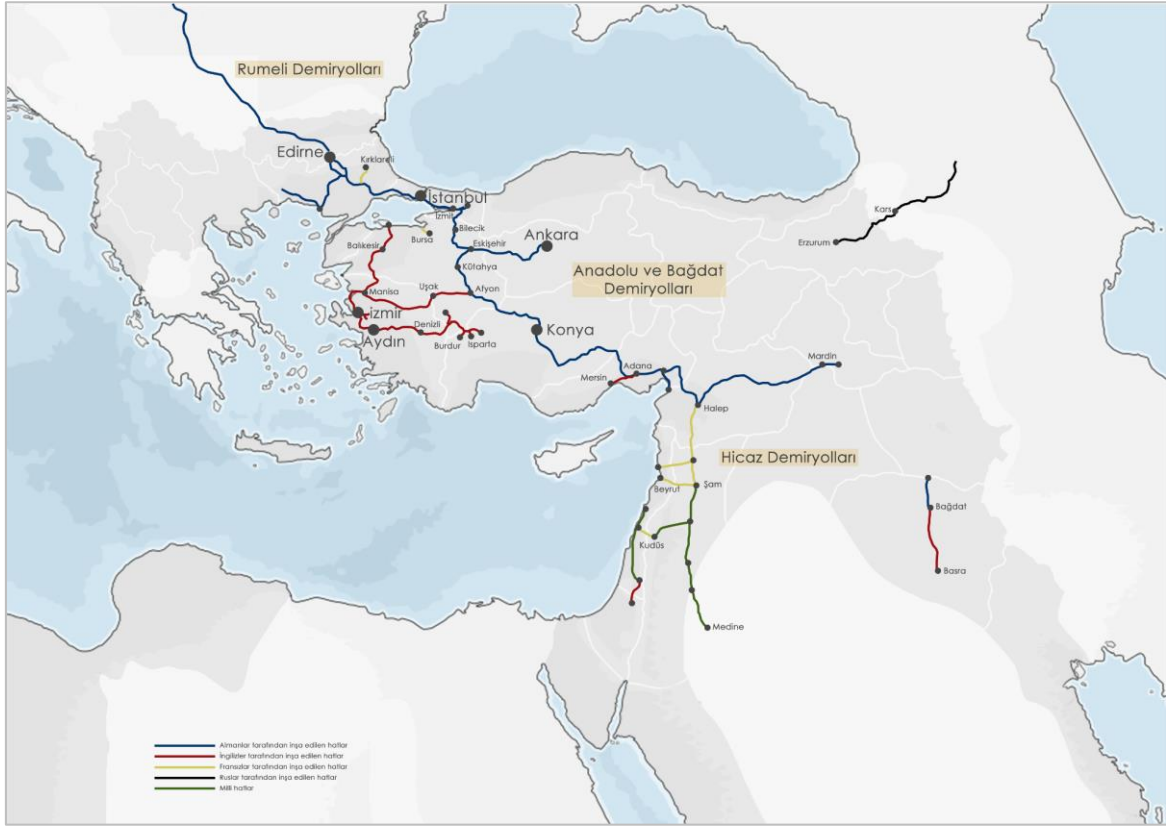 Rumeli Demiryolları
Edirne
Kırklareli
İstanbul
İzmit
Bilecik
Bursa
Balıkesir
Eskişehir
Ankara
Kars
Erzurum
Kütahya
Anadolu ve Bağdat
Demiryolları
Manisa
Uşak
Afyon
İzmir
Aydın
Denizli
Burdur
Isparta
Konya
Mersin
Adana
Mardin
Halep
Hicaz Demiryolları
Beyrut
Şam
Bağdat
Kudüs
Basra
Medine
Almanlar tarafından inşa edilen hatlar
İngilizler tarafından inşa edilen hatlar
Fransızlar tarafından inşa edilen hatlar
Ruslar tarafından inşa edilen hatlar
Milli hatlar